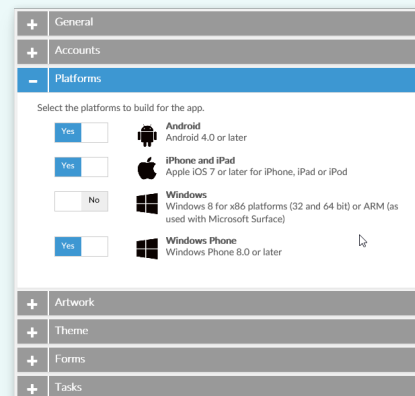 General
Accounts
Platforms
Select the platforms to build for the app.
Yes
Android
Android 4.0 or later
Yes
iPhone and iPad
Apple iOS 7 or later for iPhone, iPad or iPod
No
Windows
Windows 8 for x86 platforms (32 and 64 bit) or ARM (as
used with Microsoft Surface)
Yes
Windows Phone
Windows Phone 8.0 or later
Artwork
Theme
Forms
Tasks